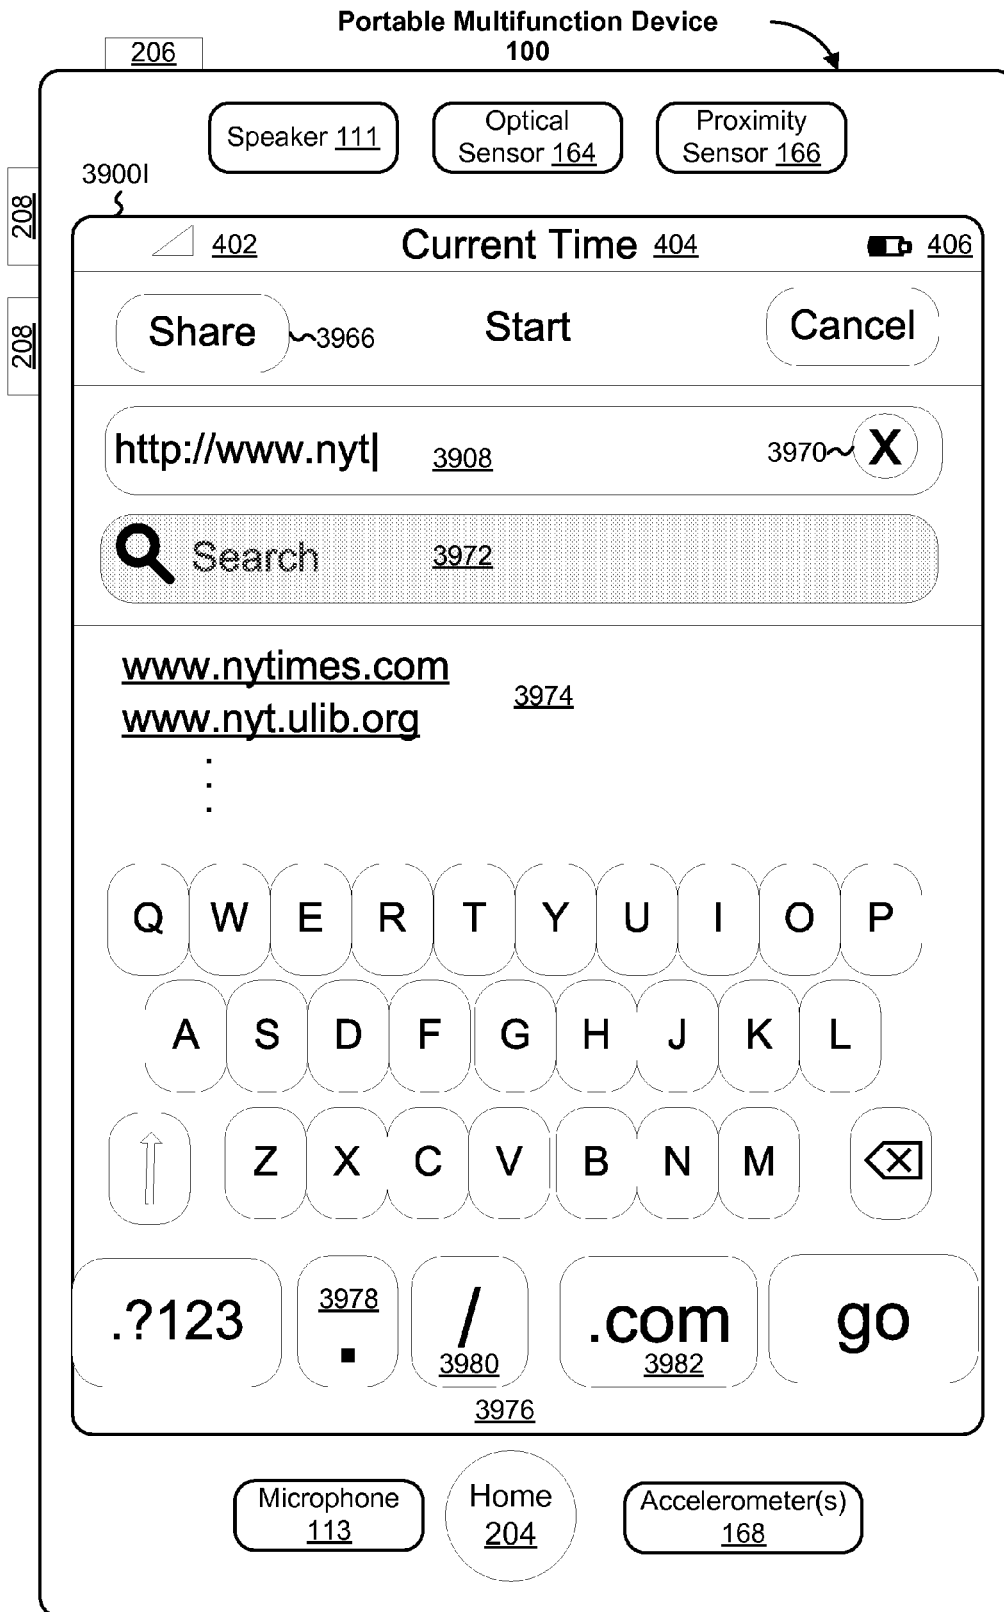 Portable Multifunction Device
100
206
Speaker 111
Optical
Sensor 164
Proximity
Sensor 166
3900I
208
208
402
Current Time 404
406
Share
3966
Start
Cancel
http://www.nyt|
3908
3970
X
Search
3972
www.nytimes.com
3974
www.nyt.ulib.org
.
.
.
Q W E R T Y U I O P
A S D F G H J K L
Z X C V B N M
.?123
3978
.
/
3980
.com
3982
go
3976
Microphone
113
Home
204
Accelerometer(s)
168